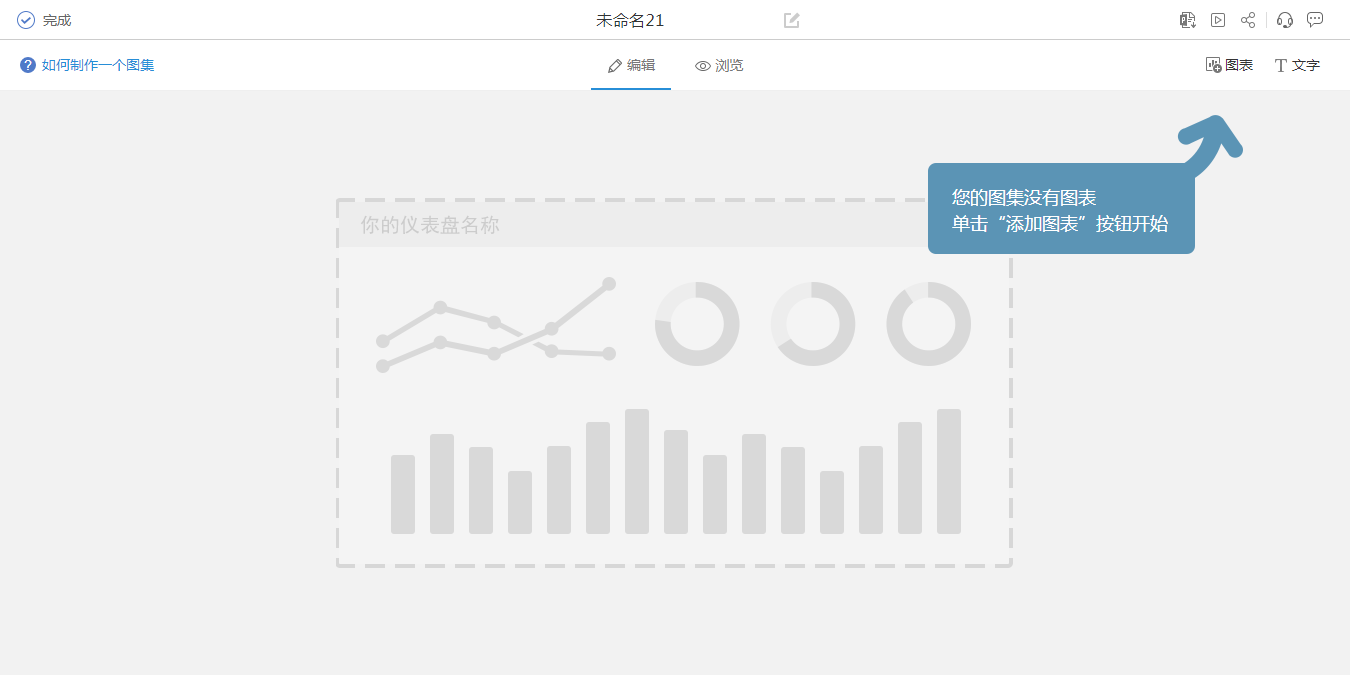 完成
未命名21
如何制作一个图集
编辑
浏览
图表
文字
您的图集没有图表
单击“添加图表”按钮开始
你的仪表盘名称